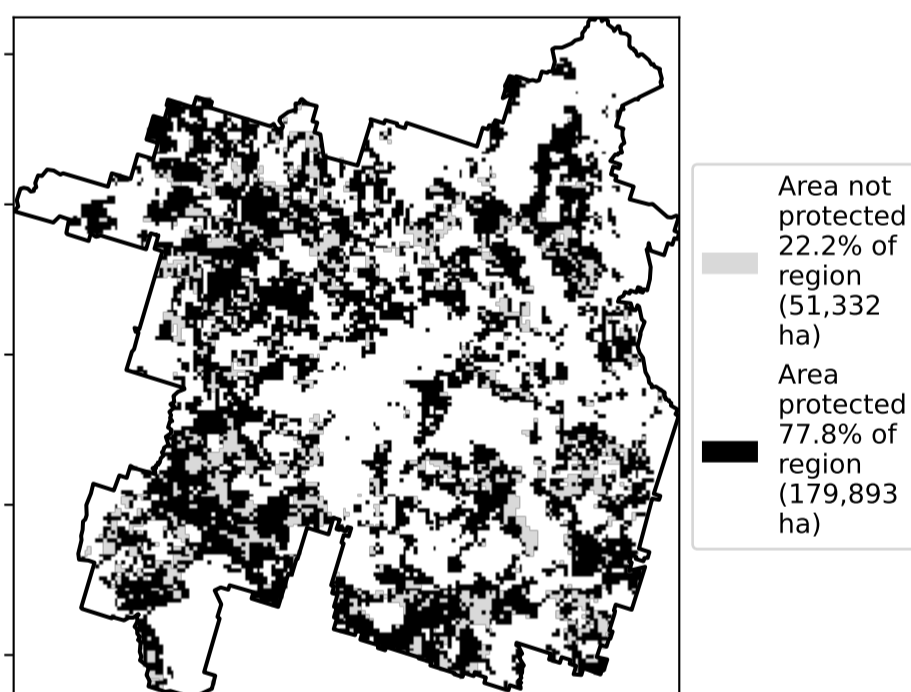 Area not
protected
22.2% of
region
(51,332
ha)
Area
protected
77.8% of
region
(179,893
ha)